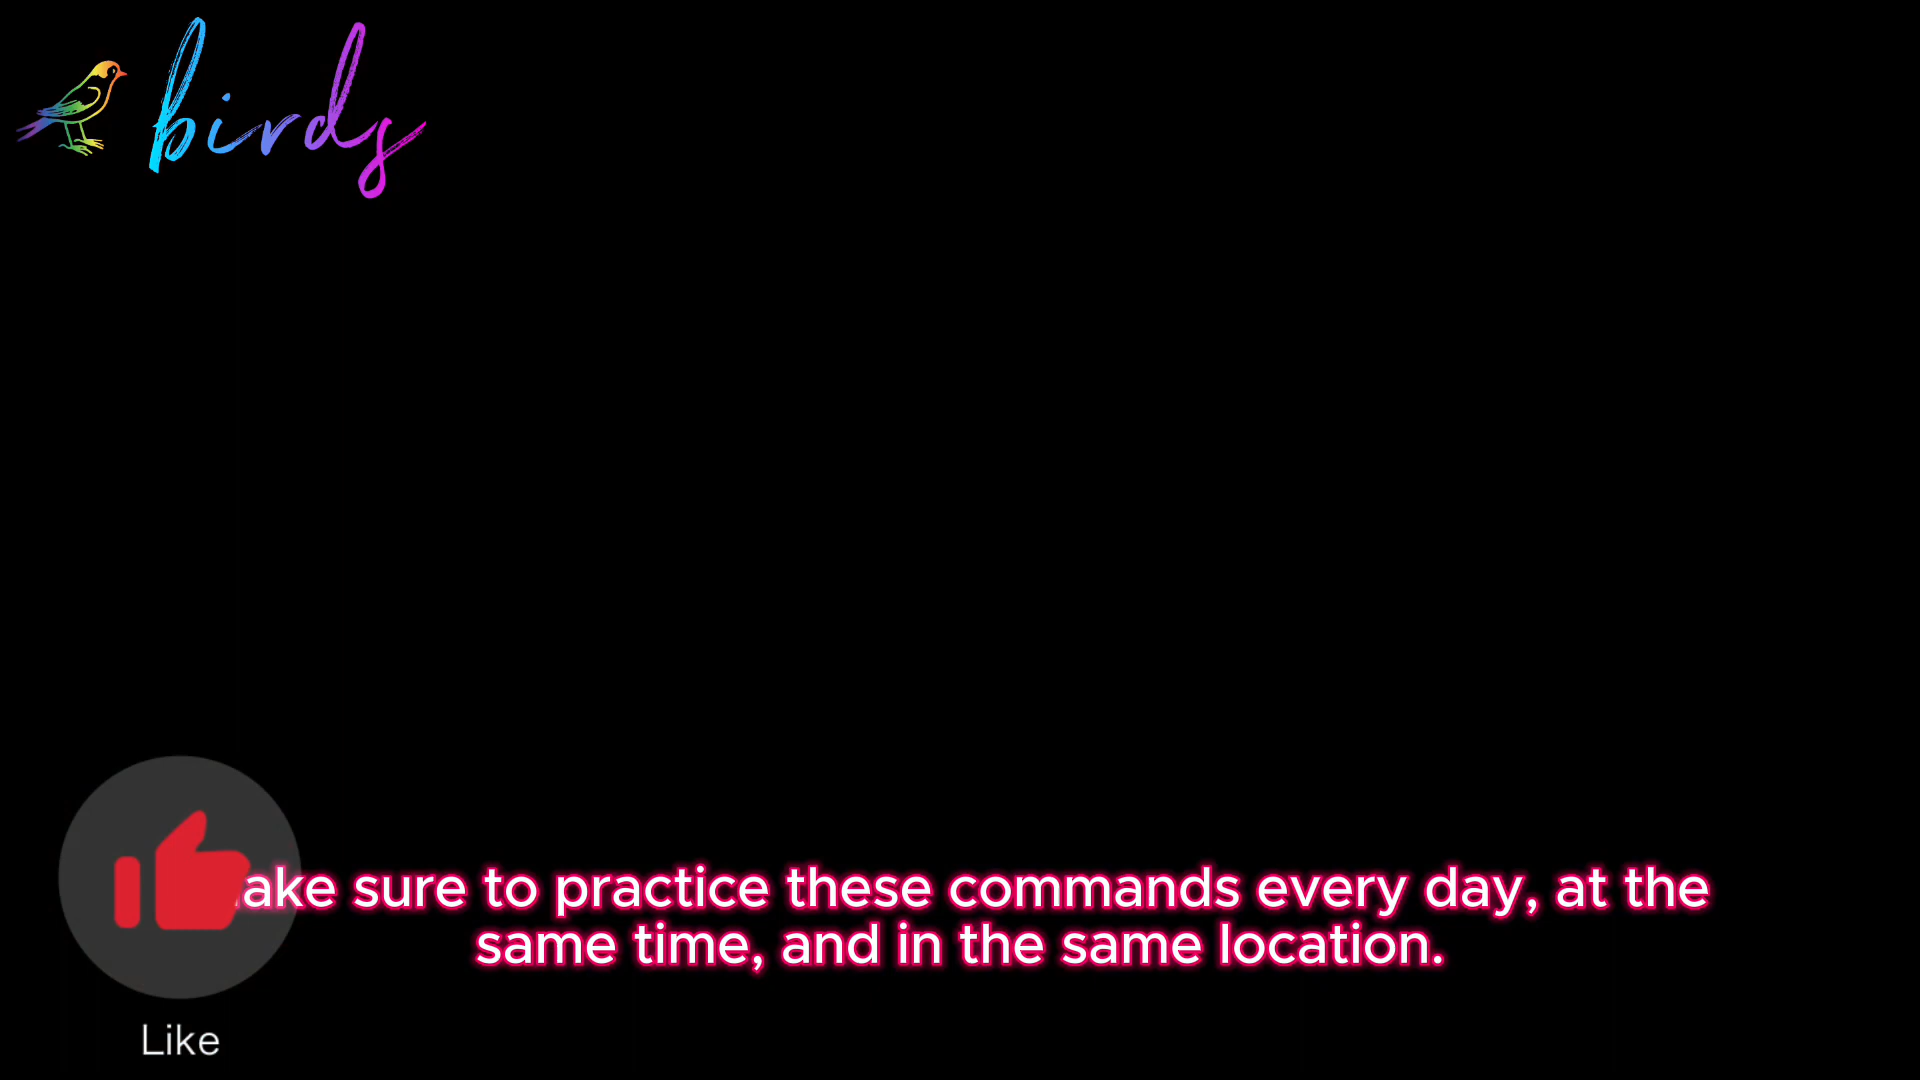 birds
ake sure to practice these commands every day, at the
same time, and in the same location.
Like